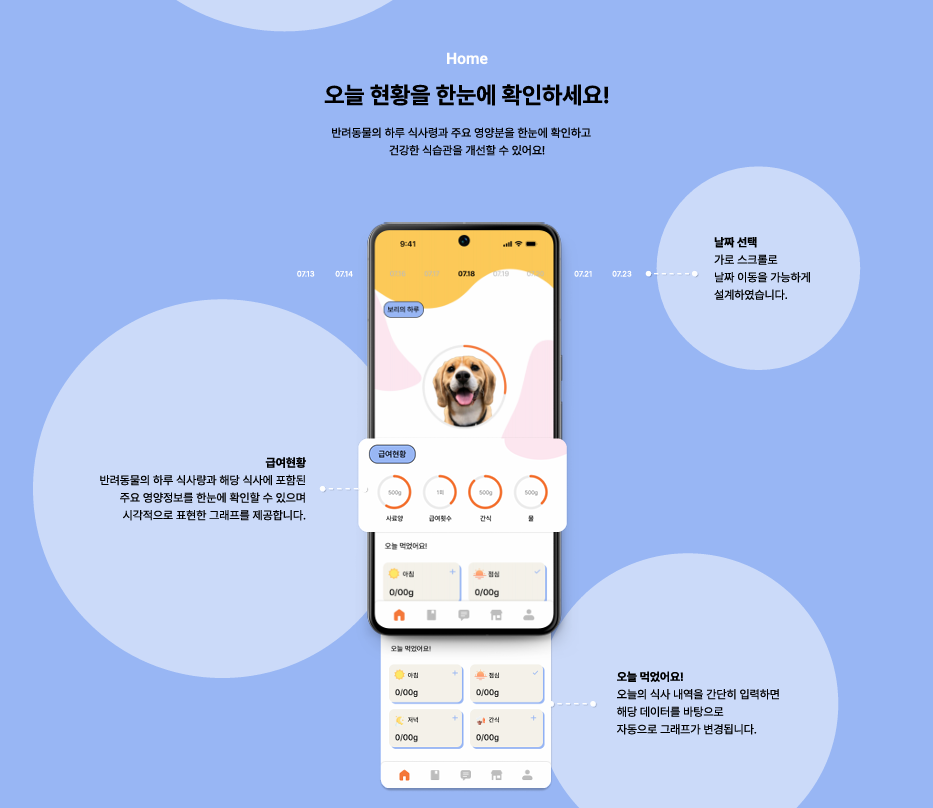 Home
오늘 현황을 한눈에 확인하세요!
반려동물의 하루 식사령과 주요 영양분을 한눈에 확인하고
건강한 식습관을 개선할 수 있어요!
9:41
07.13 07.14 07.16 07.17 07.18 07.19 07.20 07.21 07.23
날짜 선택
가로 스크롤로
날짜 이동을 가능하게
설계하였습니다.
보리의 하루
급여현황
500g 1회 500g 500g
사료양 급여횟수 간식 물
급여현황
반려동물의 하루 식사량과 해당 식사에 포함된
주요 영양정보를 한눈에 확인할 수 있으며
시각적으로 표현한 그래프를 제공합니다.
오늘 먹었어요!
아침 점심
0/00g 0/00g
오늘 먹었어요!
아침 점심
0/00g 0/00g
저녁 간식
0/00g 0/00g
오늘 먹었어요!
오늘의 식사 내역을 간단히 입력하면
해당 데이터를 바탕으로
자동으로 그래프가 변경됩니다.